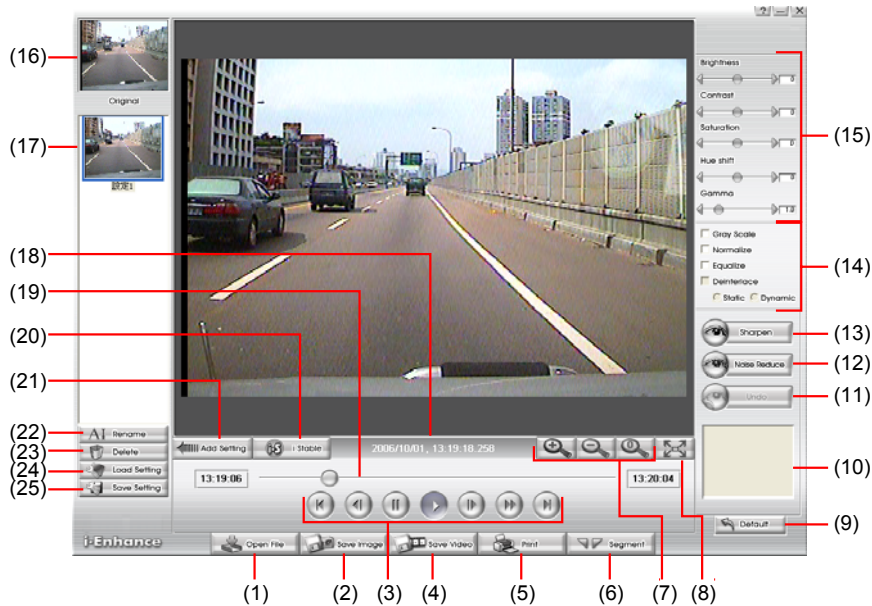 ? — X
(16)
Original
(17)
設定1
Brightness
0
Contrast
0
Saturation
0
Hue shift
0
Gamma
1.0
(15)
Gray Scale
Normalize
Equalize
Deinterlace
Static Dynamic
(14)
(18)
(19)
(20)
(21)
Sharpen
(13)
Noise Reduce
(12)
Undo
(11)
(22)
AI Rename
(23)
Delete
(24)
Load Setting
(25)
Save Setting
Add Setting
i-S
i Stable
2006/10/01, 13:19:18.258
(10)
13:19:06
13:20:04
Default
(9)
i-Enhance
Open File
Save Image
Save Video
Print
Segment
(1)
(2)
(3)
(4)
(5)
(6)
(7)
(8)